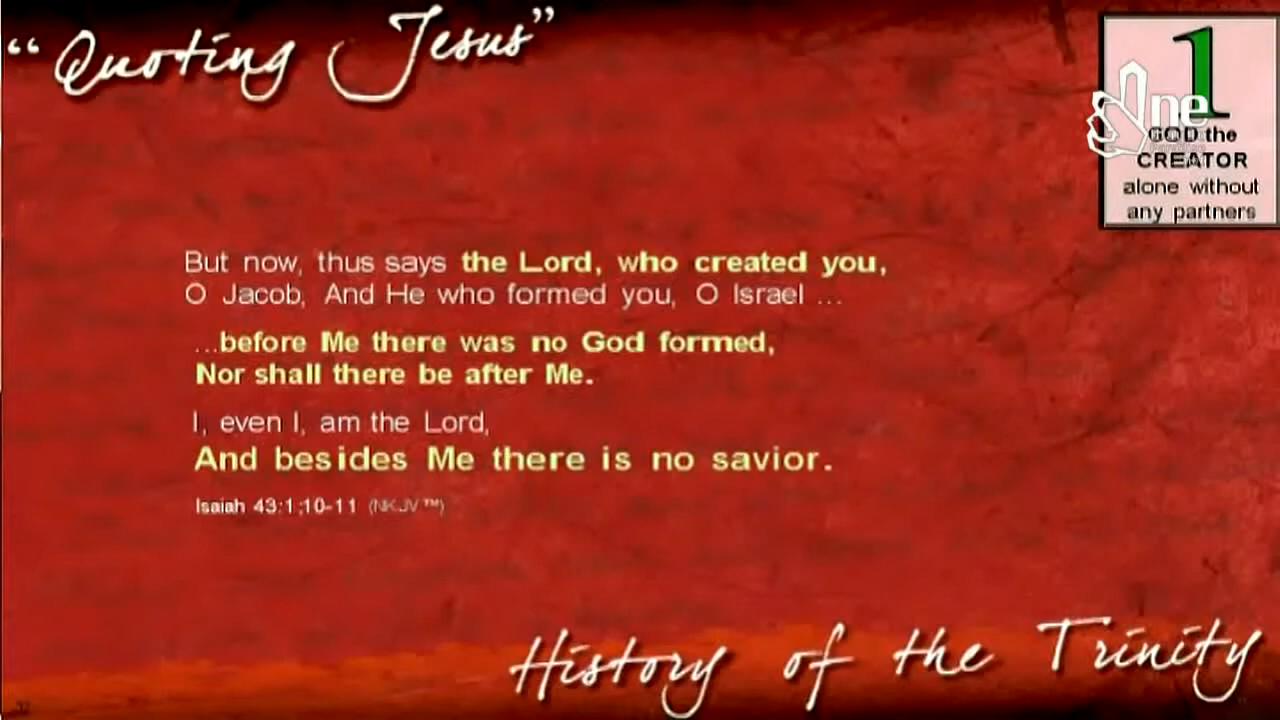 “Quoting Jesus”
1
One
GOD the
CREATOR
alone without
any partners
But now, thus says the Lord, who created you,
O Jacob, And He who formed you, O Israel ...
...before Me there was no God formed,
Nor shall there be after Me.
I, even I, am the Lord,
And besides Me there is no savior.
Isaiah 43:1;10-11 (NKJV™)
History of the Trinity